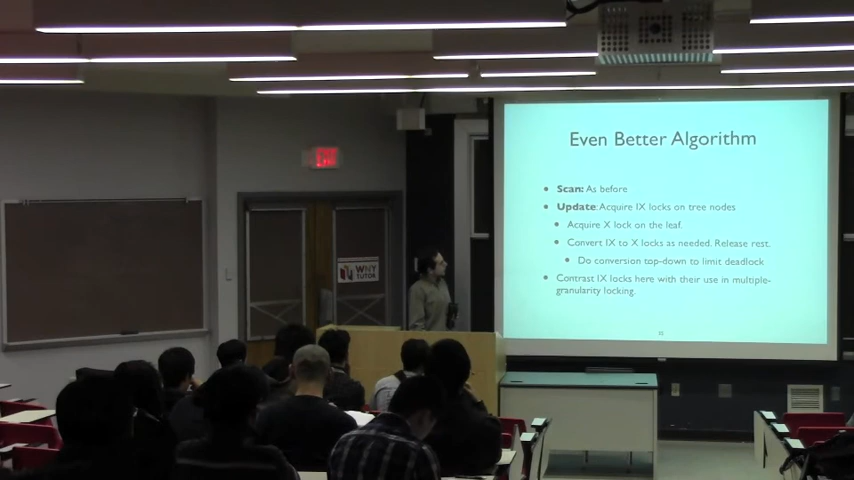 Even Better Algorithm
Scan: As before
Update: Acquire IX locks on tree nodes
Acquire X lock on the leaf.
Convert IX to X locks as needed. Release rest.
Do conversion top-down to limit deadlock
Contrast IX locks here with their use in multiple-
granularity locking.
WNY
TUTOR